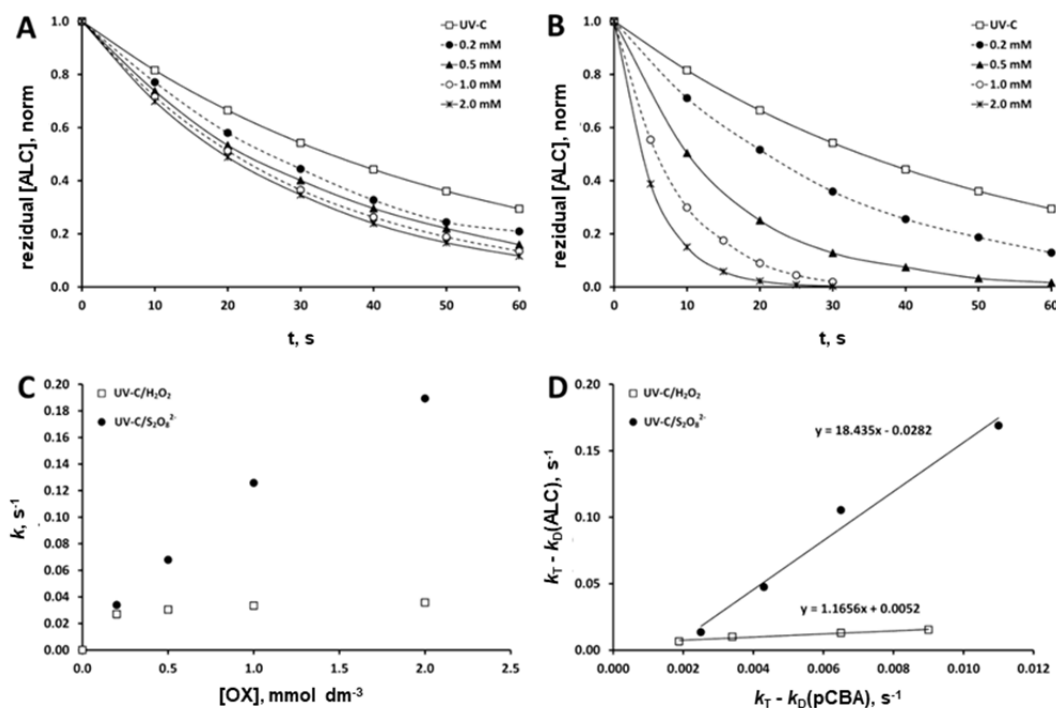 A
UV-C
0.2 mM
0.5 mM
1.0 mM
2.0 mM
1.0
0.8
0.6
0.4
0.2
0.0
rezidual [ALC], norm
0 10 20 30 40 50 60
t, s
B
UV-C
0.2 mM
0.5 mM
1.0 mM
2.0 mM
1.0
0.8
0.6
0.4
0.2
0.0
rezidual [ALC], norm
0 10 20 30 40 50 60
t, s
C
UV-C/H₂O₂
UV-C/S₂O₈²⁻
0.20
0.18
0.16
0.14
0.12
0.10
0.08
0.06
0.04
0.02
0.00
k, s⁻¹
0.0 0.5 1.0 1.5 2.0 2.5
[OX], mmol dm⁻³
D
UV-C/H₂O₂
UV-C/S₂O₈²⁻
y = 18.435x - 0.0282
y = 1.1656x + 0.0052
0.20
0.15
0.10
0.05
0.00
k_T - k_D(ALC), s⁻¹
0.000 0.002 0.004 0.006 0.008 0.010 0.012
k_T - k_D(pCBA), s⁻¹